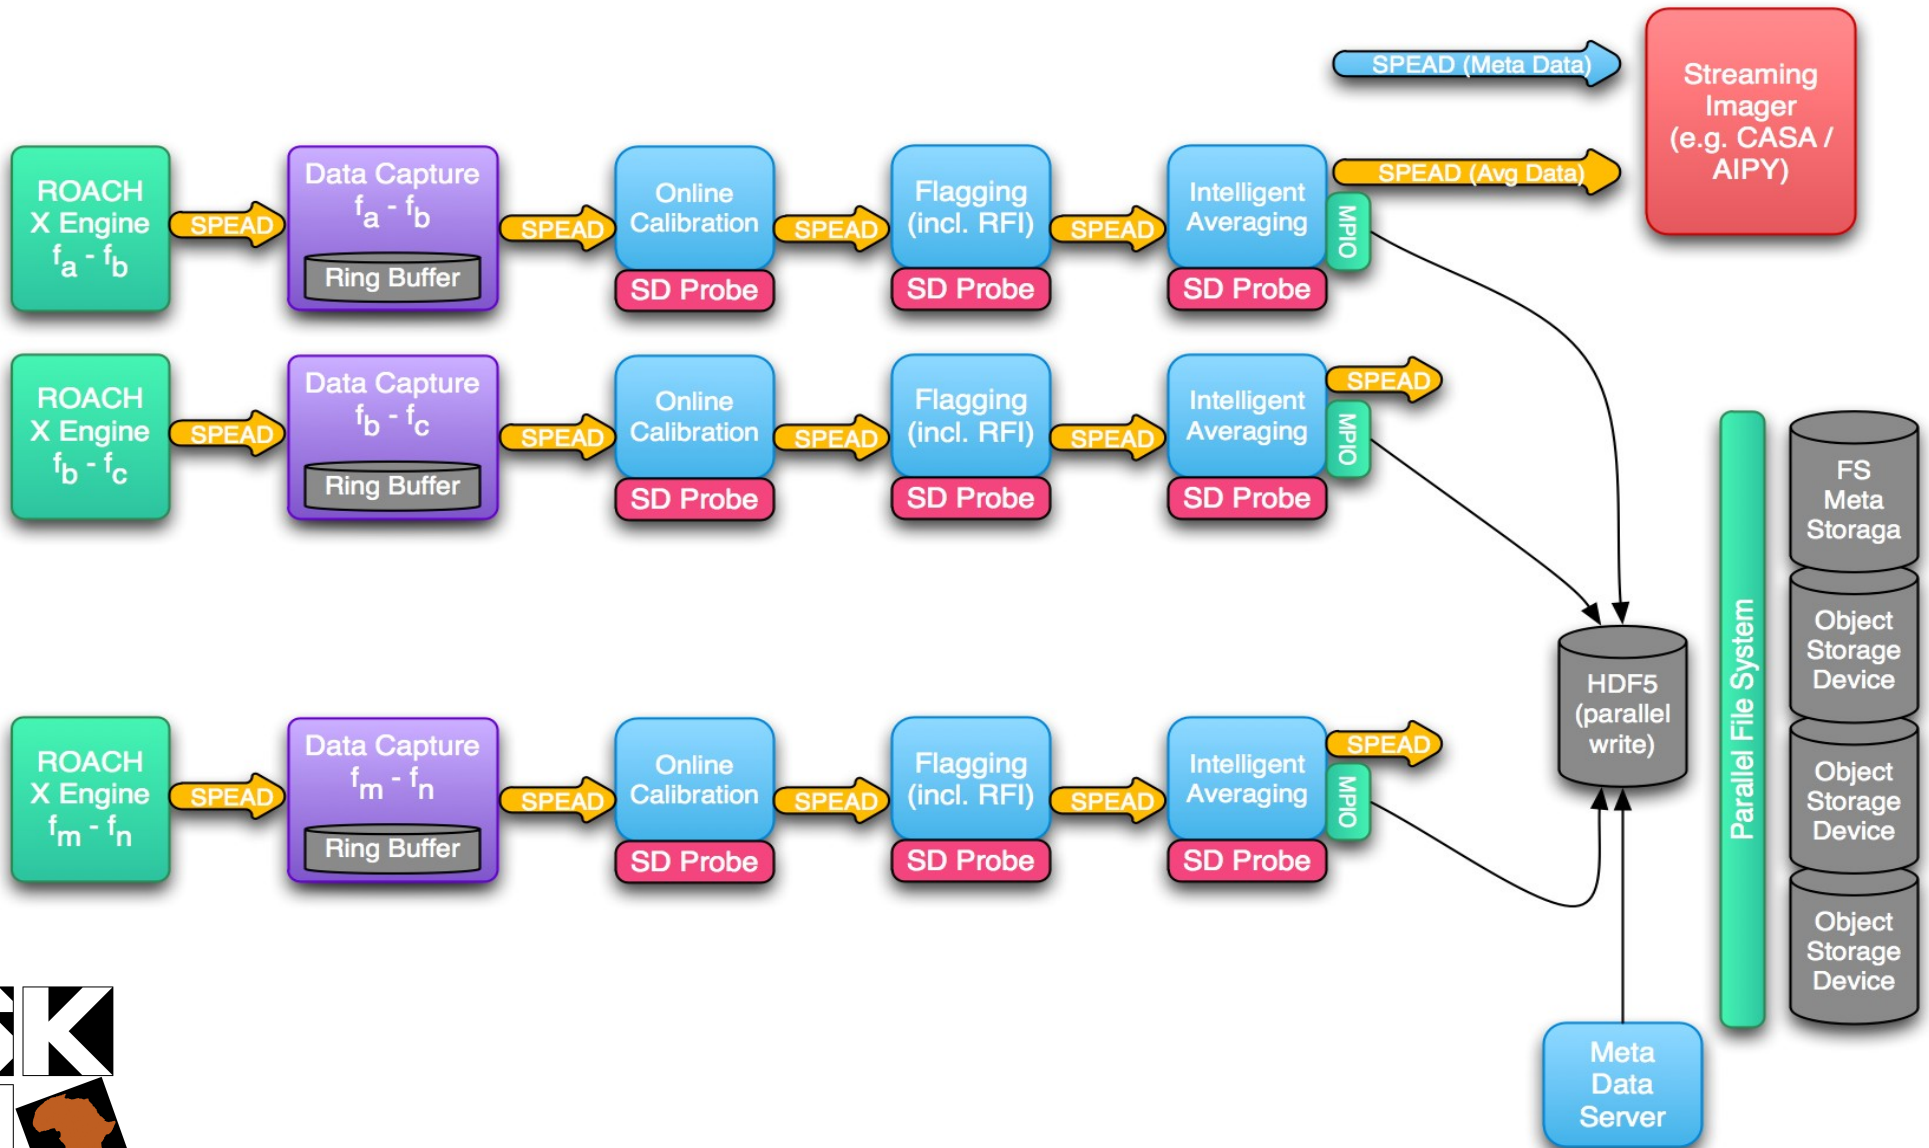 SPEAD (Meta Data)
Streaming
Imager
(e.g. CASA /
AIPY)
SPEAD (Avg Data)
ROACH
X Engine
fa - fb
SPEAD
Data Capture
fa - fb
Ring Buffer
SPEAD
Online
Calibration
SD Probe
SPEAD
Flagging
(incl. RFI)
SD Probe
SPEAD
Intelligent
Averaging
SD Probe
MPIO
ROACH
X Engine
fb - fc
SPEAD
Data Capture
fb - fc
Ring Buffer
SPEAD
Online
Calibration
SD Probe
SPEAD
Flagging
(incl. RFI)
SD Probe
SPEAD
Intelligent
Averaging
SD Probe
SPEAD
MPIO
ROACH
X Engine
fm - fn
SPEAD
Data Capture
fm - fn
Ring Buffer
SPEAD
Online
Calibration
SD Probe
SPEAD
Flagging
(incl. RFI)
SD Probe
SPEAD
Intelligent
Averaging
SD Probe
SPEAD
MPIO
HDF5
(parallel
write)
Parallel File System
FS
Meta
Storaga
Object
Storage
Device
Object
Storage
Device
Object
Storage
Device
Meta
Data
Server
K